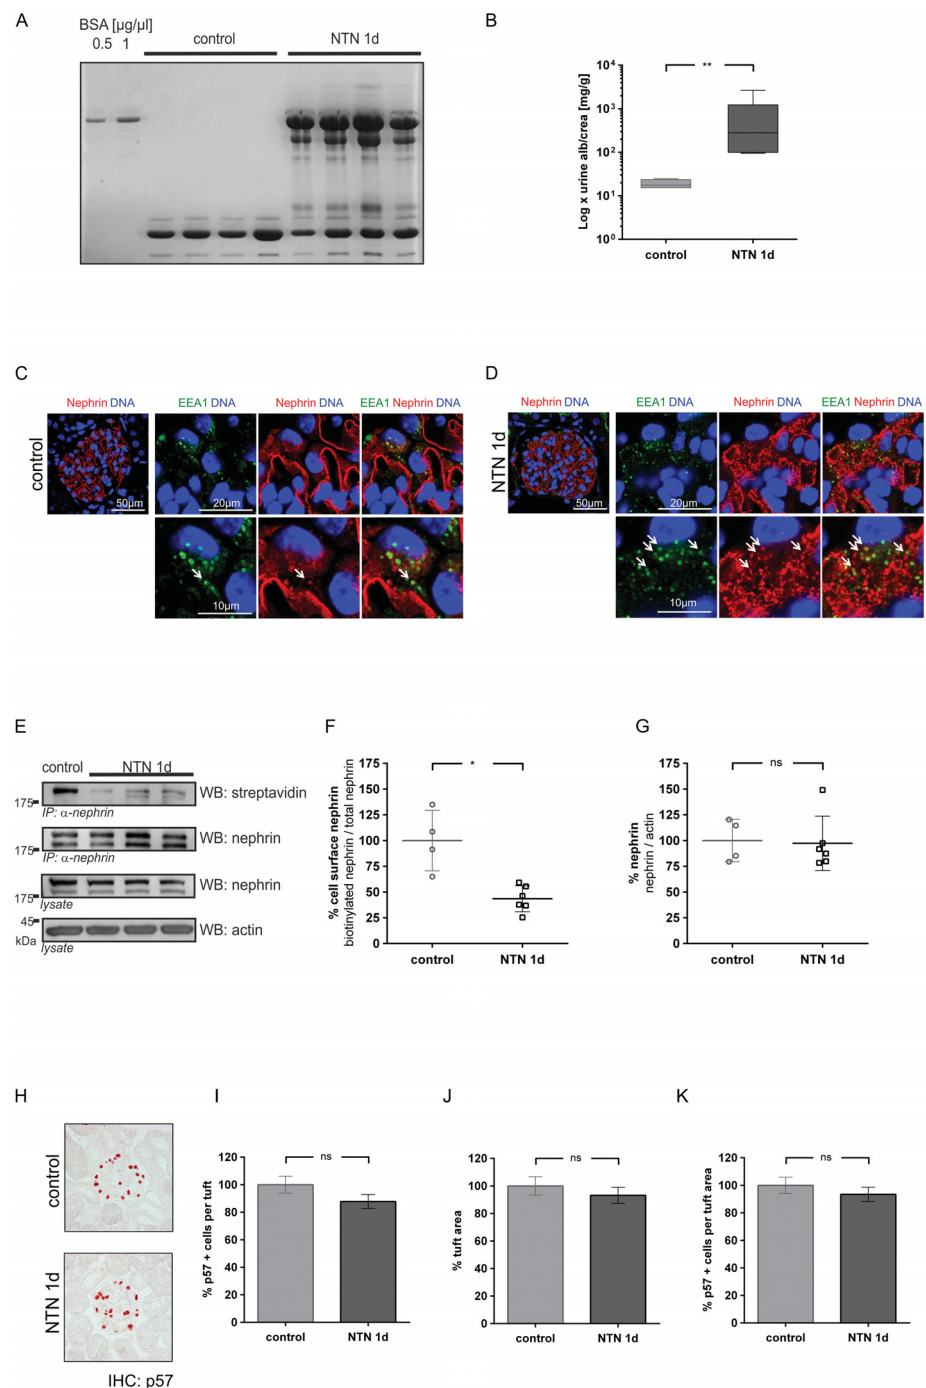 A
BSA [µg/µl]
0.5 1
control
NTN 1d
B
Log x urine alb/crea [mg/g]
10⁴
10³
10²
10¹
10⁰
**
control
NTN 1d
C
control
Nephrin DNA
EEA1 DNA
Nephrin DNA
EEA1 Nephrin DNA
50µm
20µm
10µm
D
NTN 1d
Nephrin DNA
EEA1 DNA
Nephrin DNA
EEA1 Nephrin DNA
50µm
20µm
10µm
E
control
NTN 1d
WB: streptavidin
175
IP: α-nephrin
WB: nephrin
175
IP: α-nephrin
WB: nephrin
175
lysate
45
WB: actin
kDa
lysate
F
% cell surface nephrin
biotinylated nephrin / total nephrin
175
150
125
100
75
50
25
0
*
control
NTN 1d
G
% nephrin
nephrin / actin
175
150
125
100
75
50
25
0
ns
control
NTN 1d
H
control
NTN 1d
IHC: p57
I
% p57 + cells per tuft
120
100
80
60
40
20
0
ns
control
NTN 1d
J
% tuft area
120
100
80
60
40
20
0
ns
control
NTN 1d
K
% p57 + cells per tuft area
120
100
80
60
40
20
0
ns
control
NTN 1d